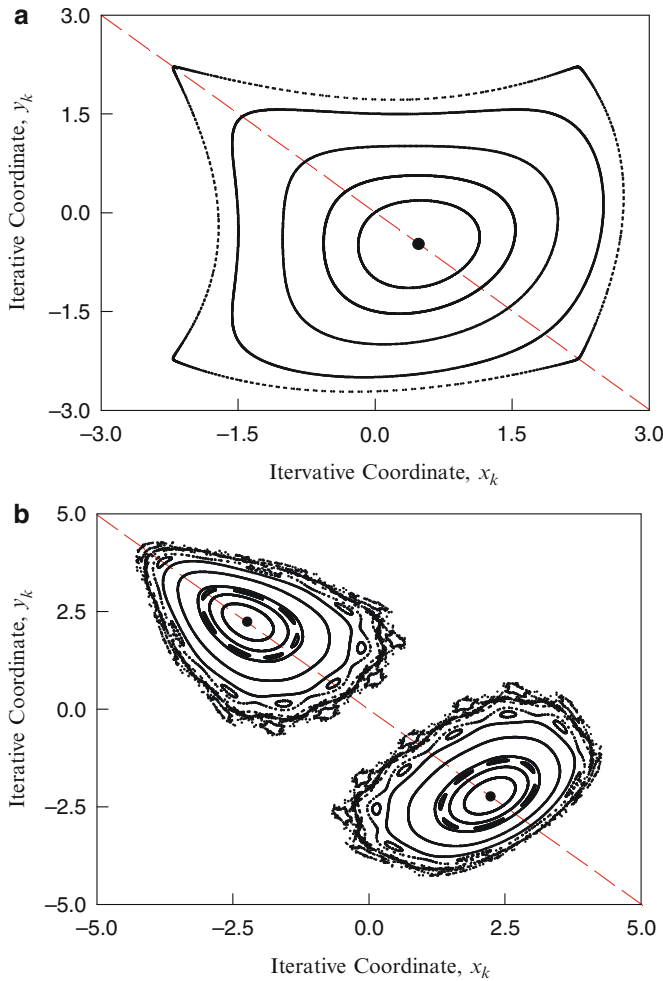 a
3.0
1.5
0.0
−1.5
−3.0
Iterative Coordinate, yk
−3.0 −1.5 0.0 1.5 3.0
Itervative Coordinate, xk
b
5.0
2.5
0.0
−2.5
−5.0
Iterative Coordinate, yk
−5.0 −2.5 0.0 2.5 5.0
Iterative Coordinate, xk